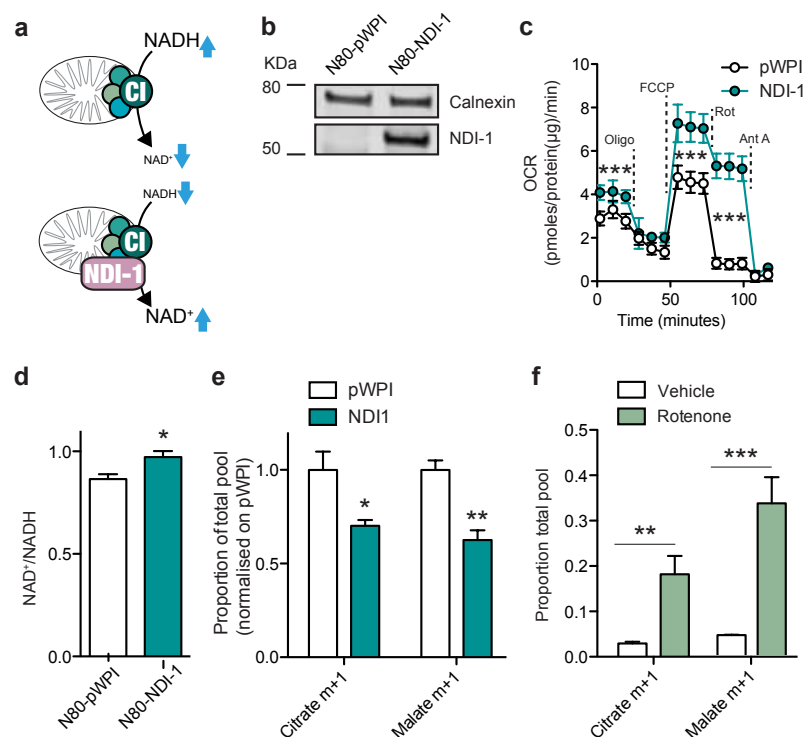 a
NADH
CI
NAD⁺
NADH
CI
NDI-1
NAD⁺
b
N80-pWPI
N80-NDI-1
KDa
80
50
Calnexin
NDI-1
c
pWPI
NDI-1
OCR
(pmoles/protein(µg)/min)
10
8
6
4
2
0
Oligo
FCCP
Rot
Ant A
***
***
***
0
50
100
Time (minutes)
d
NAD⁺/NADH
1.0
0.5
0.0
*
N80-pWPI
N80-NDI-1
e
pWPI
NDI1
Proportion of total pool
(normalised on pWPI)
1.0
0.5
0.0
*
**
Citrate m+1
Malate m+1
f
Vehicle
Rotenone
Proportion total pool
0.5
0.4
0.3
0.2
0.1
0.0
**
***
Citrate m+1
Malate m+1